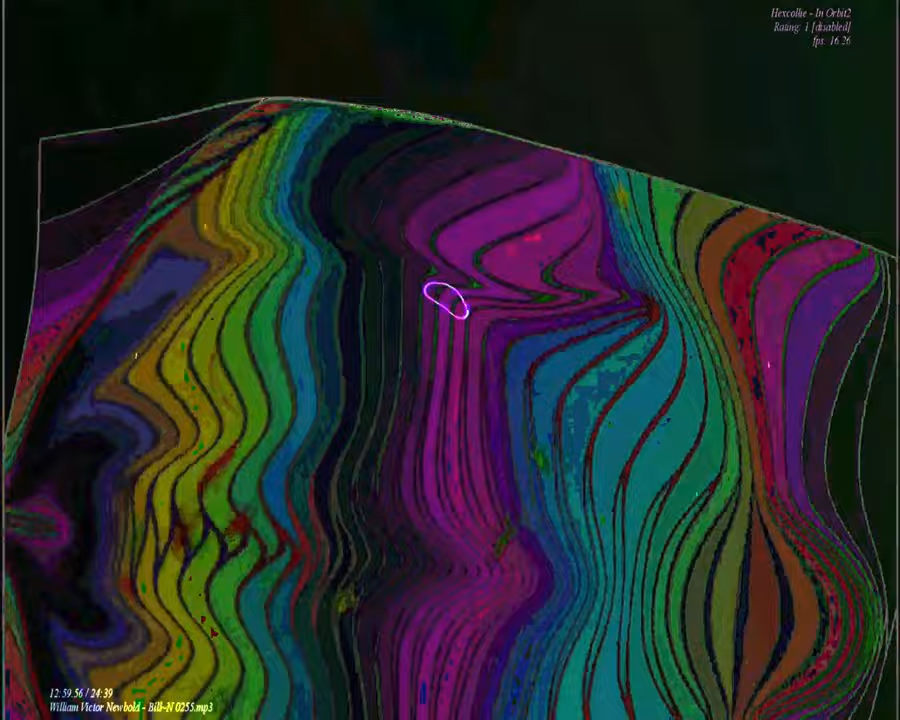 Hexcollie - In Orbit2
Rating: 1 [disabled]
fps: 16.26
12:59.56 / 24:39
William Victor Newbold - Bill-N 0255.mp3